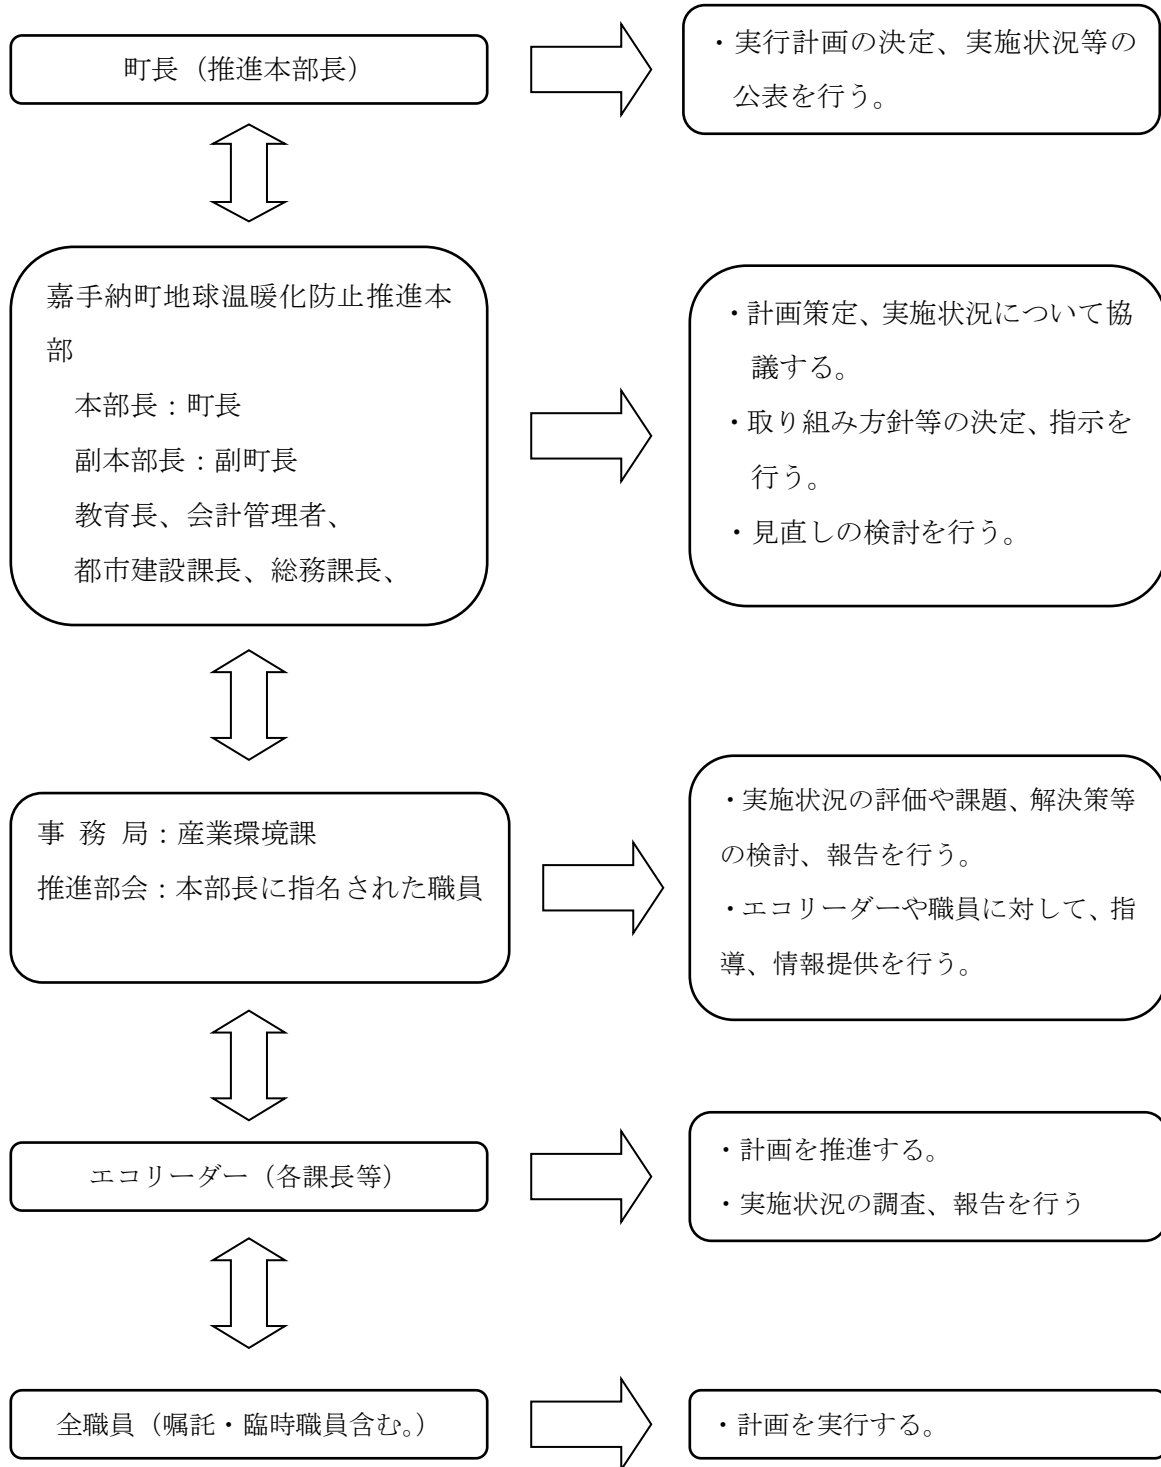 町長（推進本部長）
・実行計画の決定、実施状況等の
公表を行う。
嘉手納町地球温暖化防止推進本
部
本部長：町長
副本部長：副町長
教育長、会計管理者、
都市建設課長、総務課長、
・計画策定、実施状況について協
議する。
・取り組み方針等の決定、指示を
行う。
・見直しの検討を行う。
事 務 局：産業環境課
推進部会：本部長に指名された職員
・実施状況の評価や課題、解決策等
の検討、報告を行う。
・エコリーダーや職員に対して、指
導、情報提供を行う。
エコリーダー（各課長等）
・計画を推進する。
・実施状況の調査、報告を行う
全職員（嘱託・臨時職員含む。）
・計画を実行する。